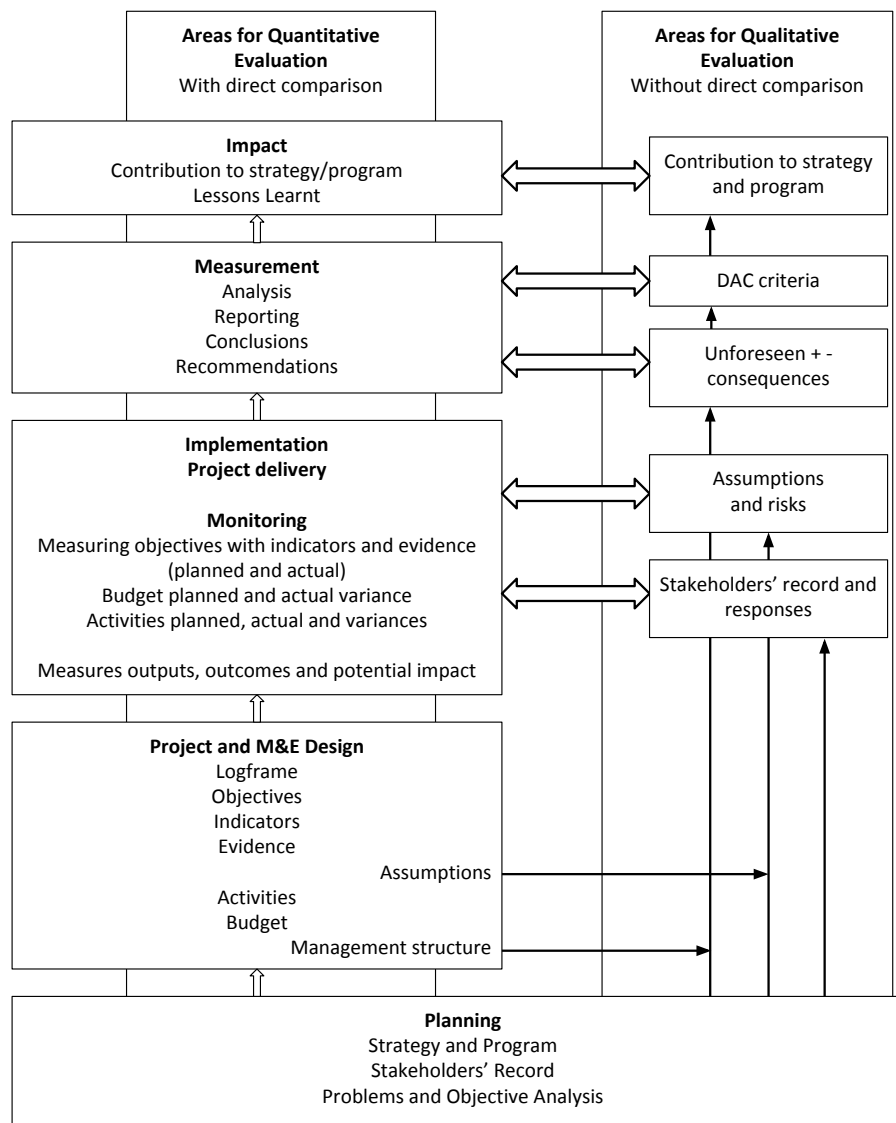 Areas for Quantitative
Evaluation
With direct comparison
Areas for Qualitative
Evaluation
Without direct comparison
Impact
Contribution to strategy/program
Lessons Learnt
Contribution to strategy
and program
Measurement
Analysis
Reporting
Conclusions
Recommendations
DAC criteria
Unforeseen + -
consequences
Implementation
Project delivery
Monitoring
Measuring objectives with indicators and evidence
(planned and actual)
Budget planned and actual variance
Activities planned, actual and variances
Measures outputs, outcomes and potential impact
Assumptions
and risks
Stakeholders’ record and
responses
Project and M&E Design
Logframe
Objectives
Indicators
Evidence
Assumptions
Activities
Budget
Management structure
Planning
Strategy and Program
Stakeholders’ Record
Problems and Objective Analysis